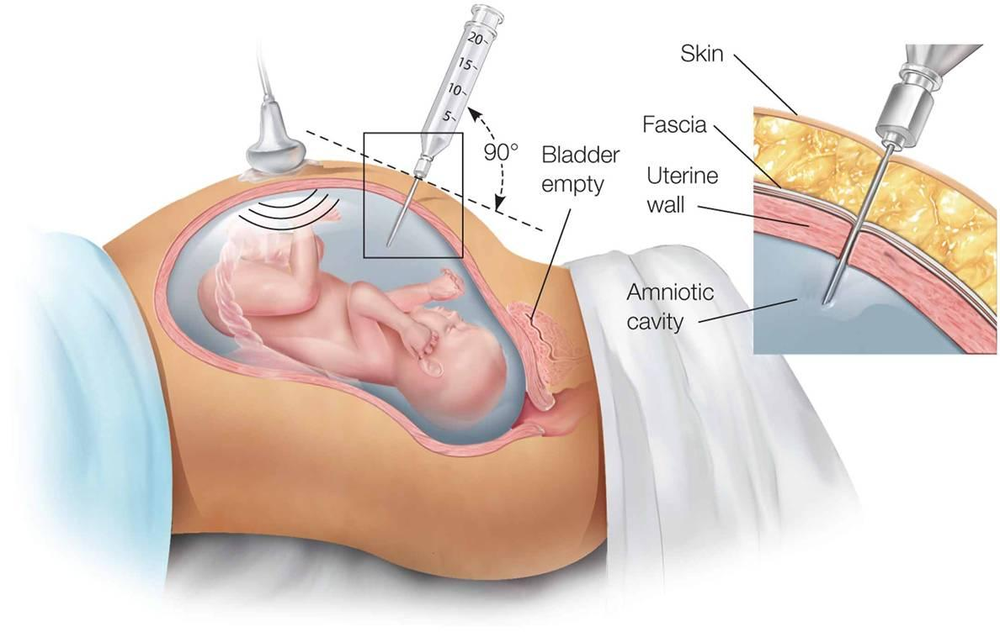 20
15
10
5
90°
Bladder
empty
Skin
Fascia
Uterine
wall
Amniotic
cavity